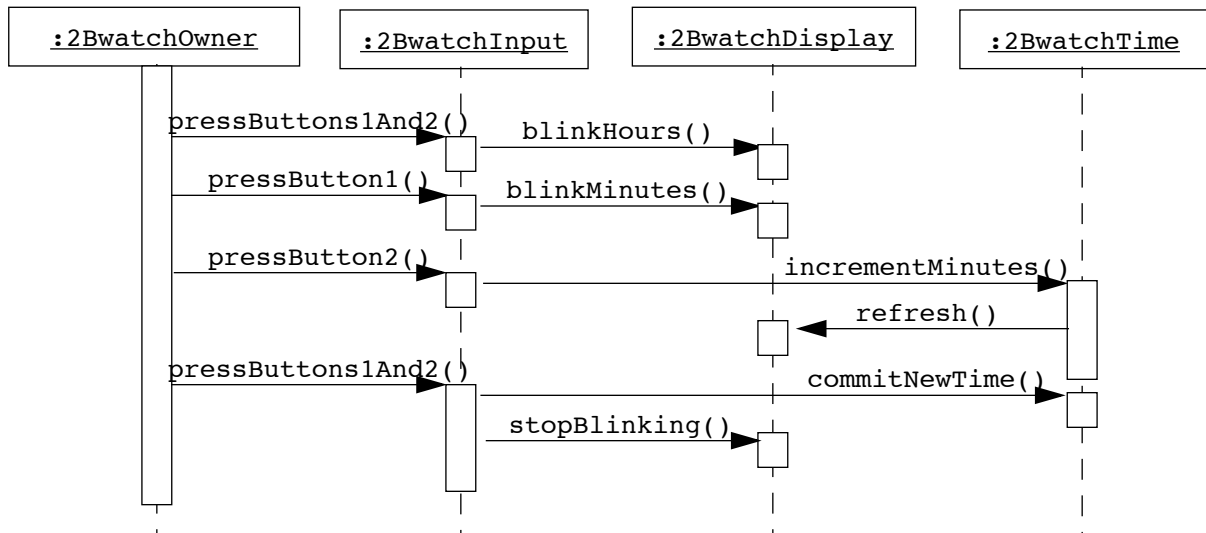 :2BwatchOwner
:2BwatchInput
:2BwatchDisplay
:2BwatchTime
pressButtons1And2()
blinkHours()
pressButton1()
blinkMinutes()
pressButton2()
incrementMinutes()
refresh()
pressButtons1And2()
commitNewTime()
stopBlinking()